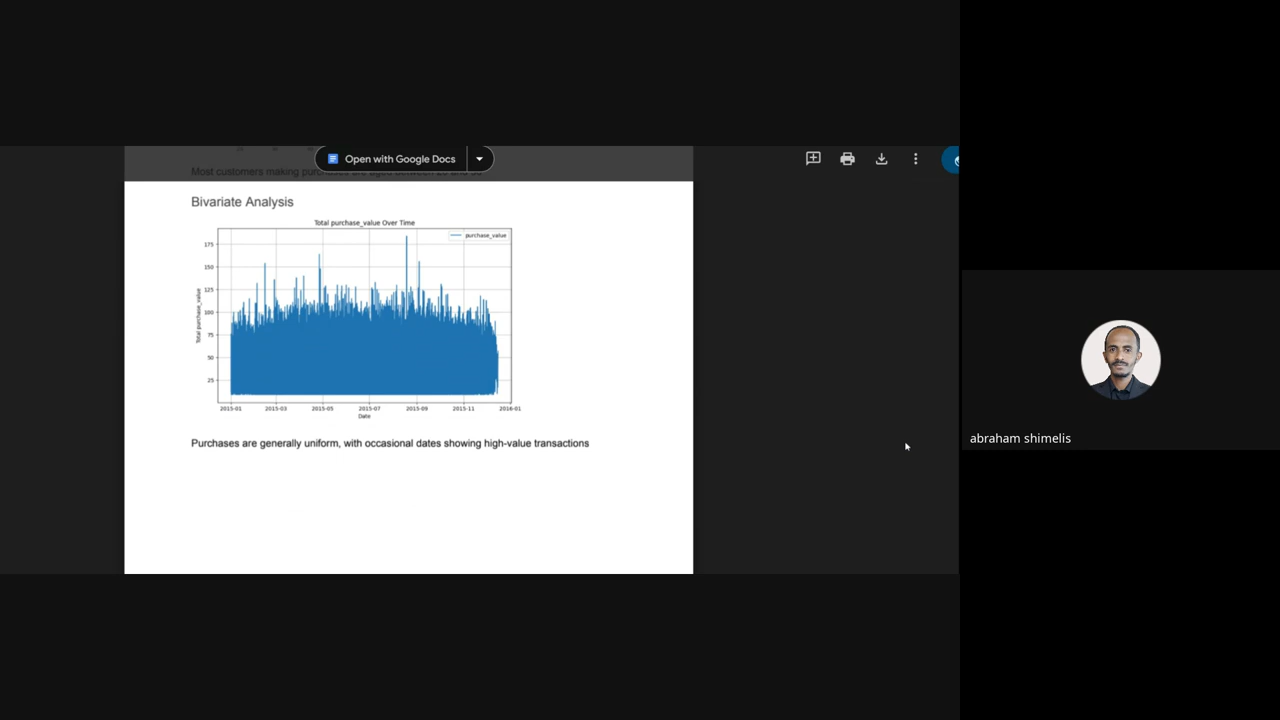 Open with Google Docs
Most customers making purchases are aged between
Bivariate Analysis
Total purchase_value Over Time
purchase_value
175
150
125
100
75
50
25
Total purchase_value
2015-01 2015-03 2015-05 2015-07 2015-09 2015-11 2016-01
Date
Purchases are generally uniform, with occasional dates showing high-value transactions
abraham shimelis